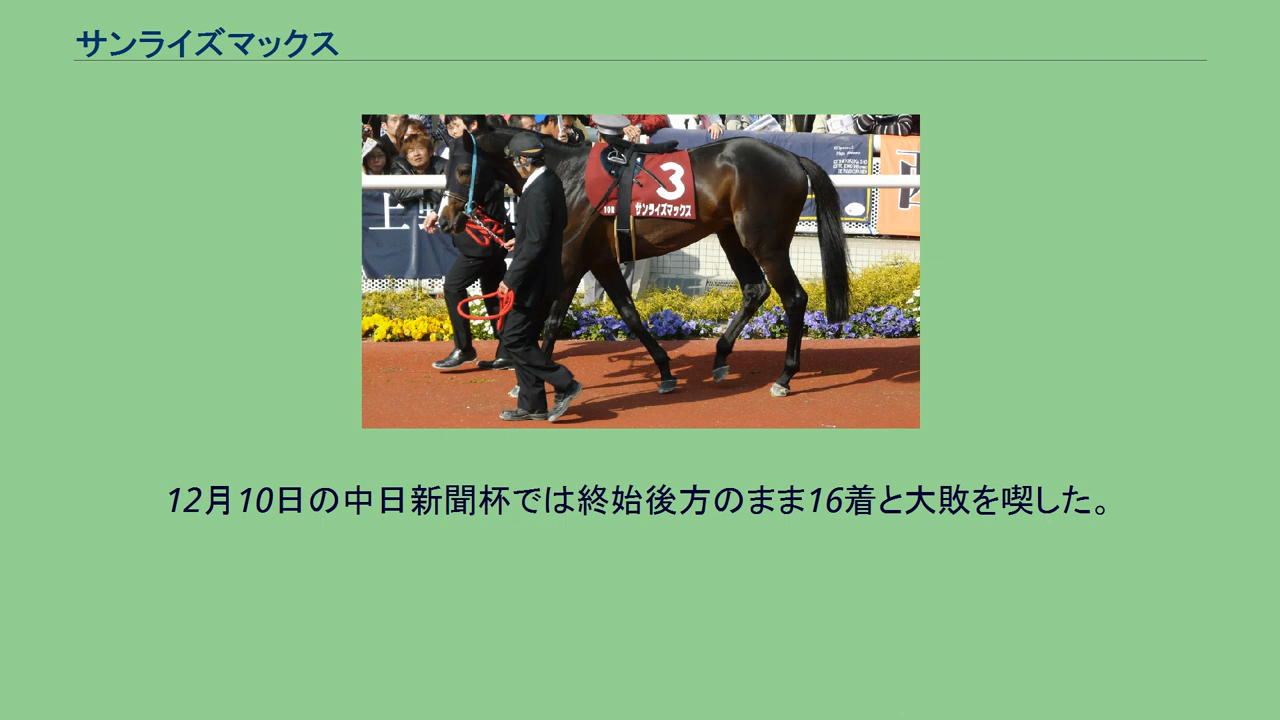 サンライズマックス
3
10R サンライズマックス
上
12月10日の中日新聞杯では終始後方のまま16着と大敗を喫した。